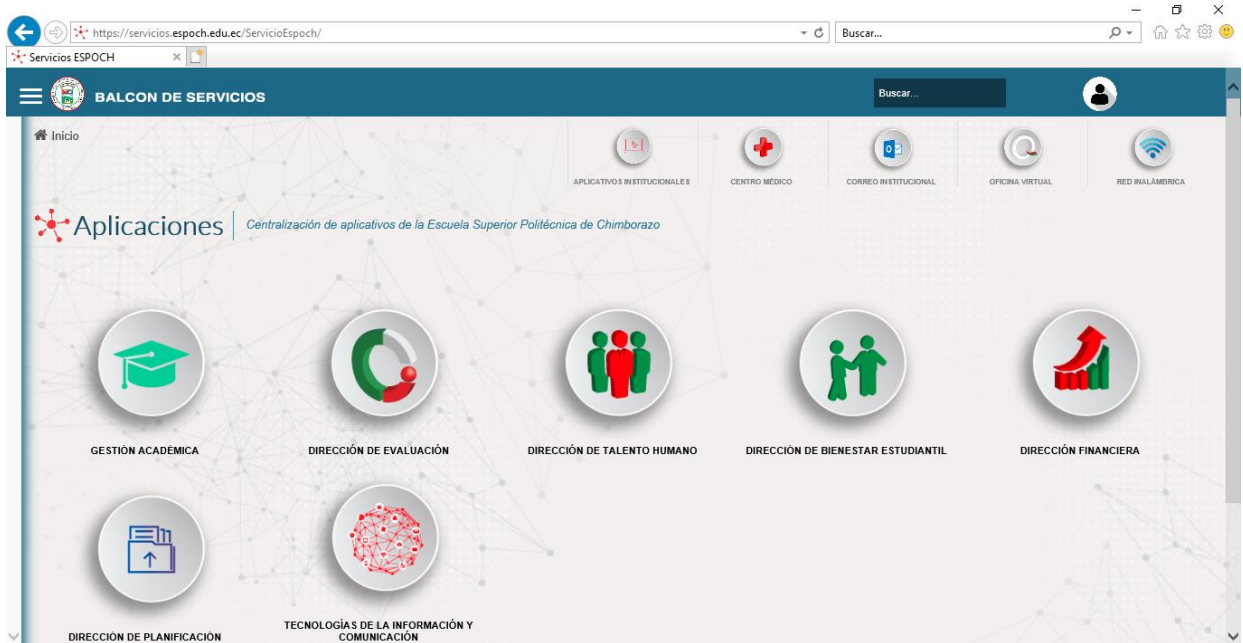 https://servicios.espoch.edu.ec/ServicioEspoch/
Buscar...
Servicios ESPOCH
BALCON DE SERVICIOS
Buscar...
Inicio
APLICATIVOS INSTITUCIONALES
CENTRO MÉDICO
CORREO INSTITUCIONAL
OFICINA VIRTUAL
RED INALÁMBRICA
Aplicaciones
Centralización de aplicativos de la Escuela Superior Politécnica de Chimborazo
GESTIÓN ACADÉMICA
DIRECCIÓN DE EVALUACIÓN
DIRECCIÓN DE TALENTO HUMANO
DIRECCIÓN DE BIENESTAR ESTUDIANTIL
DIRECCIÓN FINANCIERA
DIRECCIÓN DE PLANIFICACIÓN
TECNOLOGÍAS DE LA INFORMACIÓN Y
COMUNICACIÓN